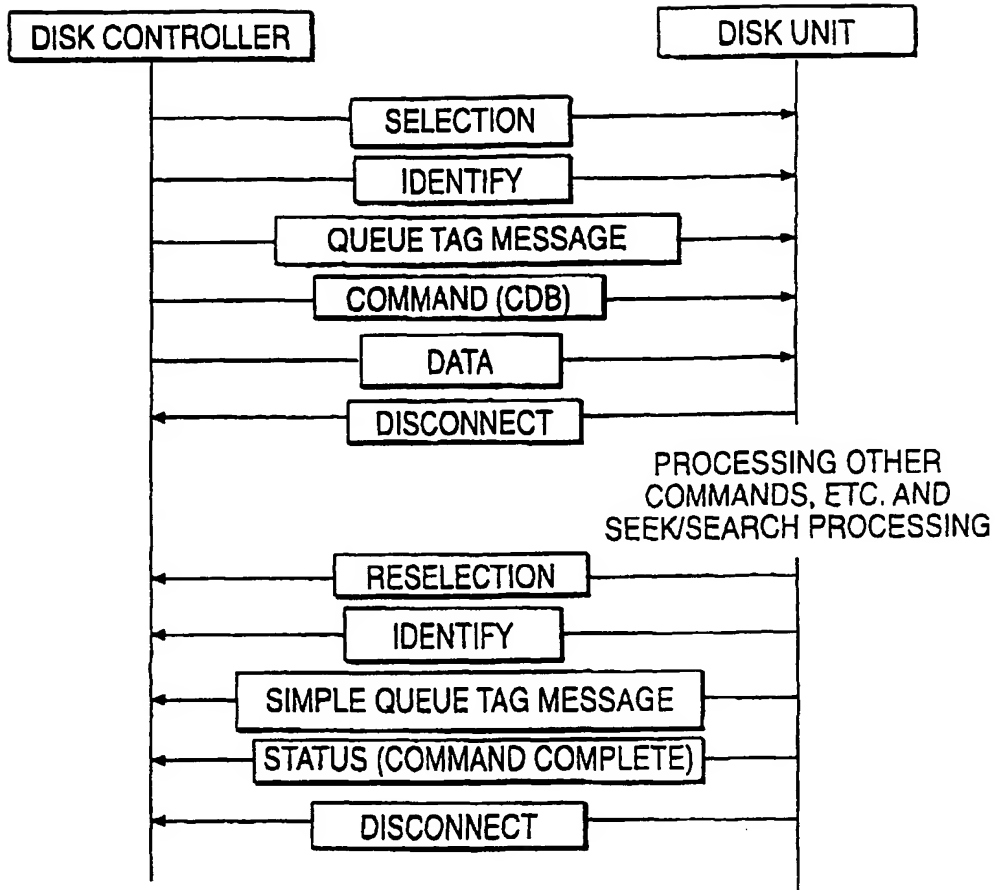 DISK CONTROLLER
DISK UNIT
SELECTION
IDENTIFY
QUEUE TAG MESSAGE
COMMAND (CDB)
DATA
DISCONNECT
PROCESSING OTHER
COMMANDS, ETC. AND
SEEK/SEARCH PROCESSING
RESELECTION
IDENTIFY
SIMPLE QUEUE TAG MESSAGE
STATUS (COMMAND COMPLETE)
DISCONNECT